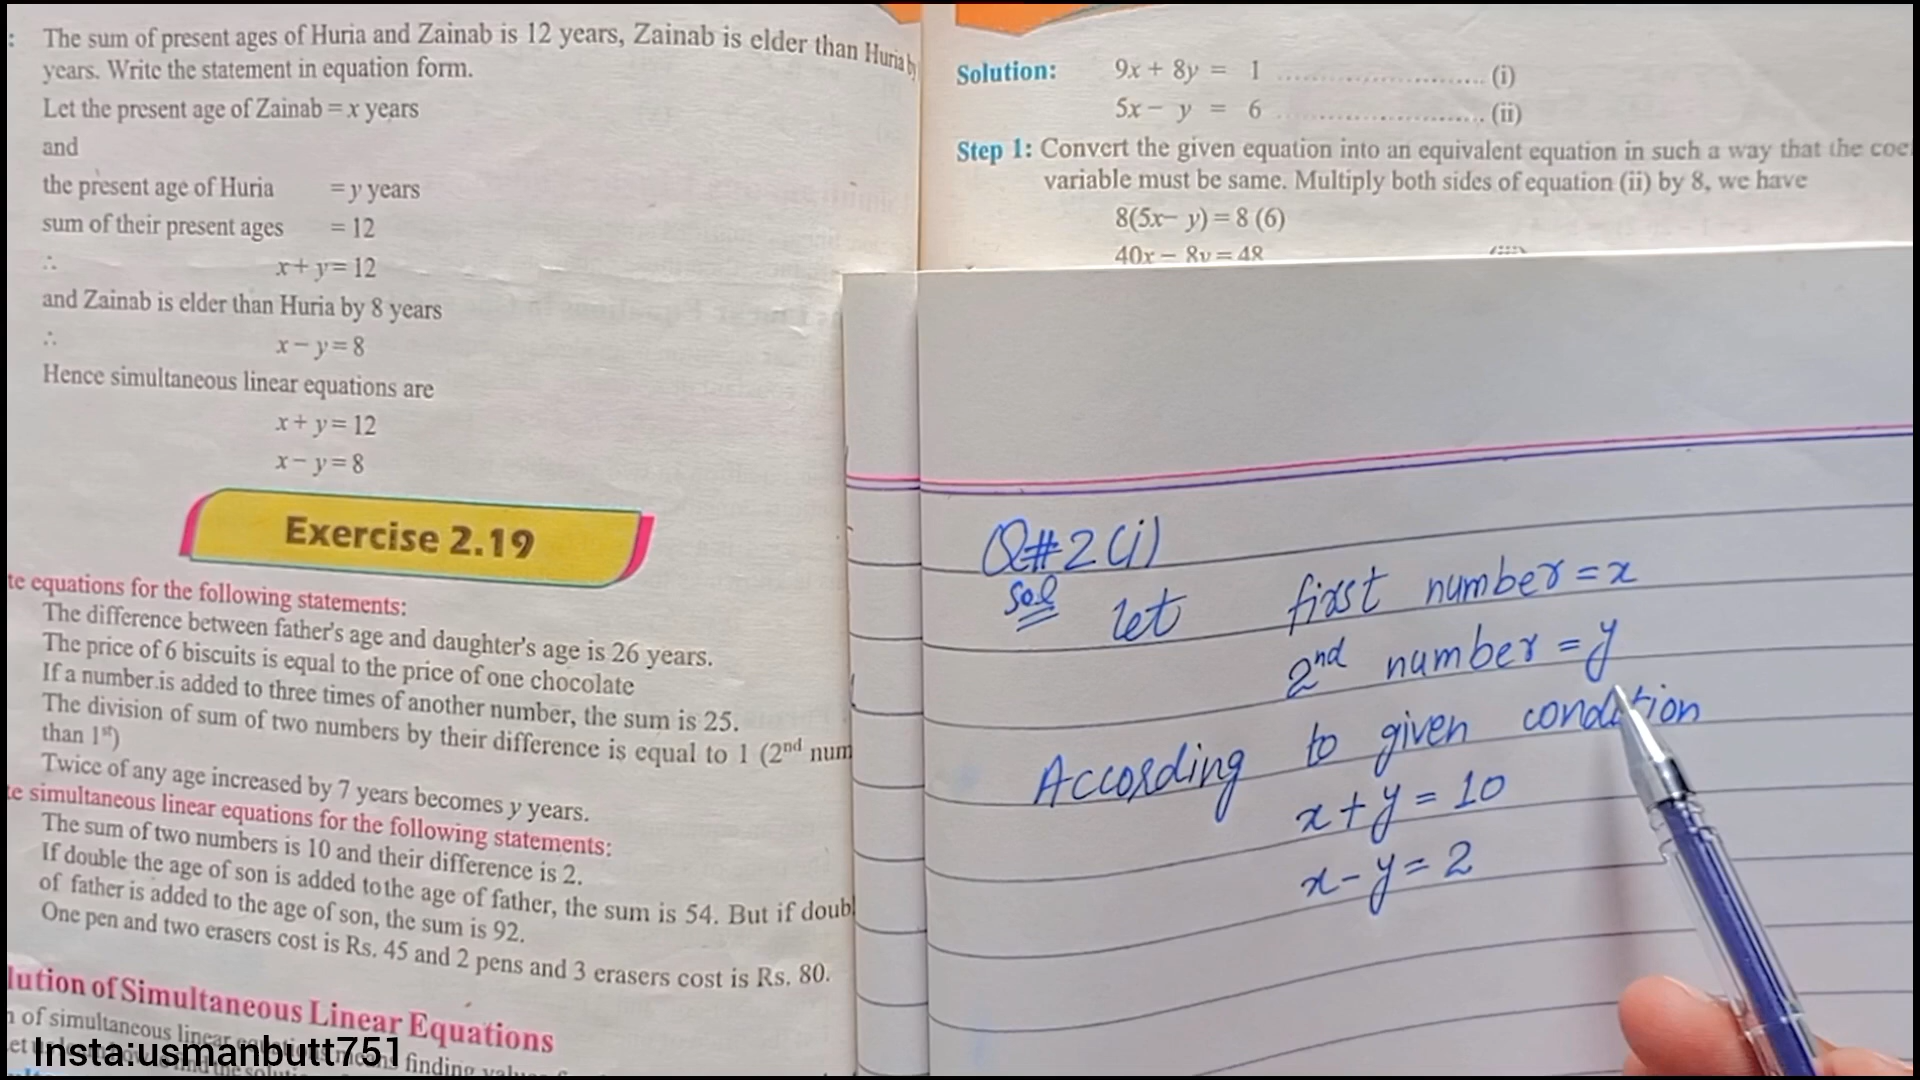 : The sum of present ages of Huria and Zainab is 12 years, Zainab is elder than Huria by
years. Write the statement in equation form.
Let the present age of Zainab = x years
and
the present age of Huria = y years
sum of their present ages = 12
∴ x + y = 12
and Zainab is elder than Huria by 8 years
∴ x − y = 8
Hence simultaneous linear equations are
x + y = 12
x − y = 8
Exercise 2.19
te equations for the following statements:
The difference between father's age and daughter's age is 26 years.
The price of 6 biscuits is equal to the price of one chocolate
If a number is added to three times of another number, the sum is 25.
The division of sum of two numbers by their difference is equal to 1 (2nd num
than 1st)
Twice of any age increased by 7 years becomes y years.
te simultaneous linear equations for the following statements:
The sum of two numbers is 10 and their difference is 2.
If double the age of son is added to the age of father, the sum is 54. But if doubl
of father is added to the age of son, the sum is 92.
One pen and two erasers cost is Rs. 45 and 2 pens and 3 erasers cost is Rs. 80.
lution of Simultaneous Linear Equations
of simultaneous linear equations means finding
Insta:usmanbutt751
Solution: 9x + 8y = 1 ........................ (i)
5x − y = 6 ........................ (ii)
Step 1: Convert the given equation into an equivalent equation in such a way that the coe
variable must be same. Multiply both sides of equation (ii) by 8, we have
8(5x − y) = 8 (6)
40x − 8y = 48
Q#2(i)
Sol let first number = x
2nd number = y
According to given condition
x + y = 10
x - y = 2